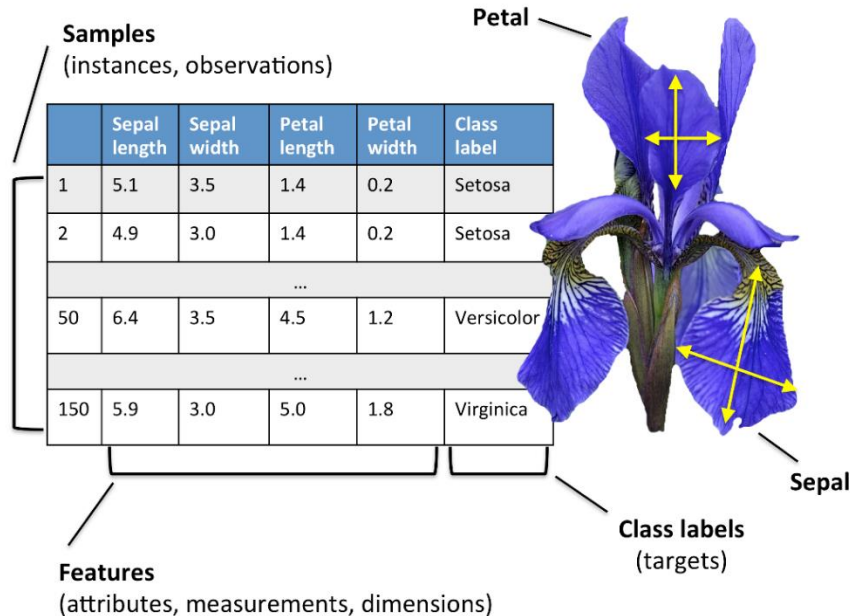 Petal
Samples
(instances, observations)
Sepal length Sepal width Petal length Petal width Class label
1 5.1 3.5 1.4 0.2 Setosa
2 4.9 3.0 1.4 0.2 Setosa
...
50 6.4 3.5 4.5 1.2 Versicolor
...
150 5.9 3.0 5.0 1.8 Virginica
Sepal
Class labels
(targets)
Features
(attributes, measurements, dimensions)